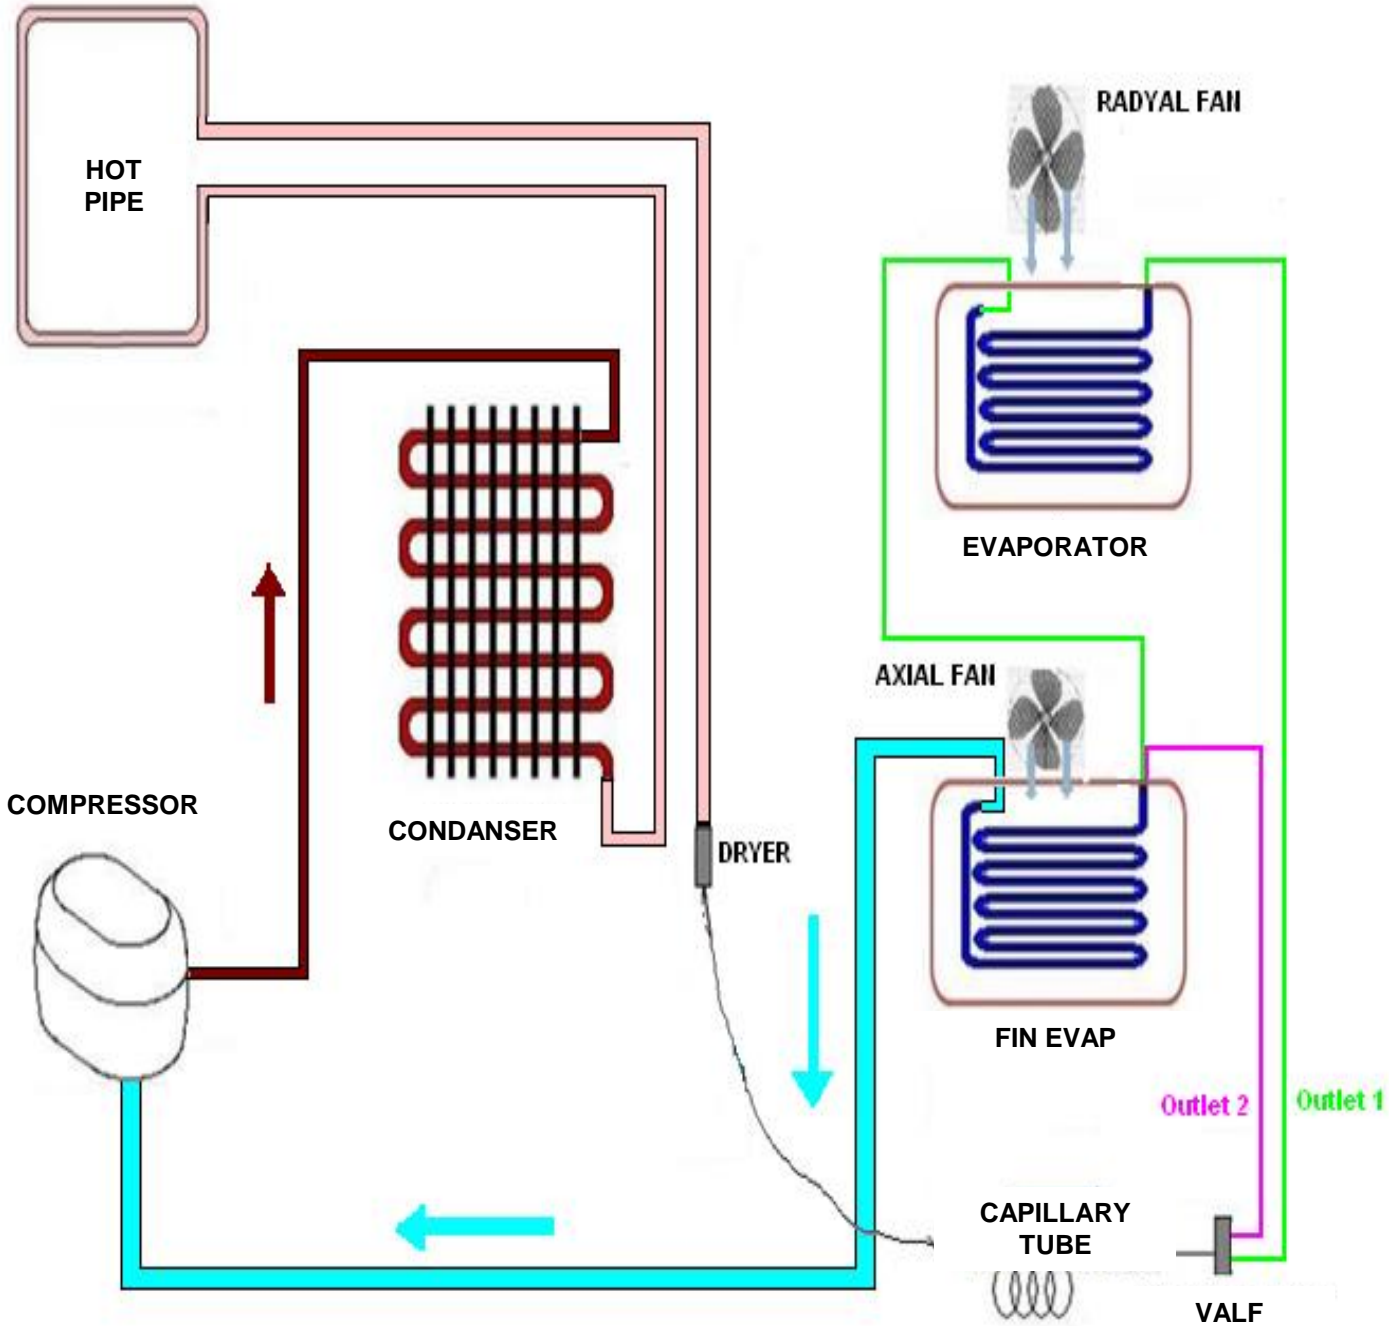 RADYAL FAN
HOT
PIPE
EVAPORATOR
AXIAL FAN
COMPRESSOR
CONDANSER
DRYER
FIN EVAP
Outlet 2
Outlet 1
CAPILLARY
TUBE
VALF